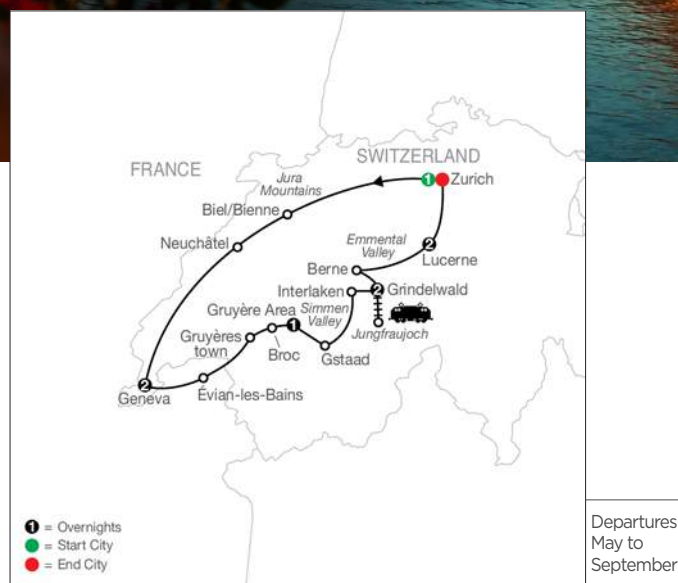 FRANCE
SWITZERLAND
Jura
Mountains
1
Zurich
Biel/Bienne
Neuchâtel
Emmental
Valley
2
Lucerne
Berne
Interlaken
2
Grindelwald
Gruyère Area
1
Simmen
Valley
Jungfraujoch
Gruyères
town
Broc
Gstaad
2
Geneva
Évian-les-Bains
1 = Overnights
= Start City
= End City
Departures
May to
September